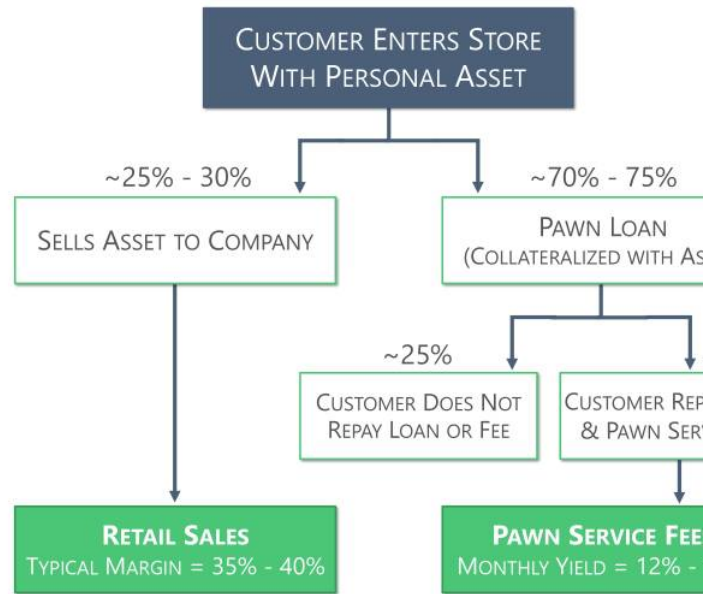 CUSTOMER ENTERS STORE
WITH PERSONAL ASSET
~25% - 30%
~70% - 75%
SELLS ASSET TO COMPANY
PAWN LOAN
(COLLATERALIZED WITH AS
~25%
CUSTOMER DOES NOT
REPAY LOAN OR FEE
CUSTOMER REP
& PAWN SERV
RETAIL SALES
TYPICAL MARGIN = 35% - 40%
PAWN SERVICE FEE
MONTHLY YIELD = 12% -